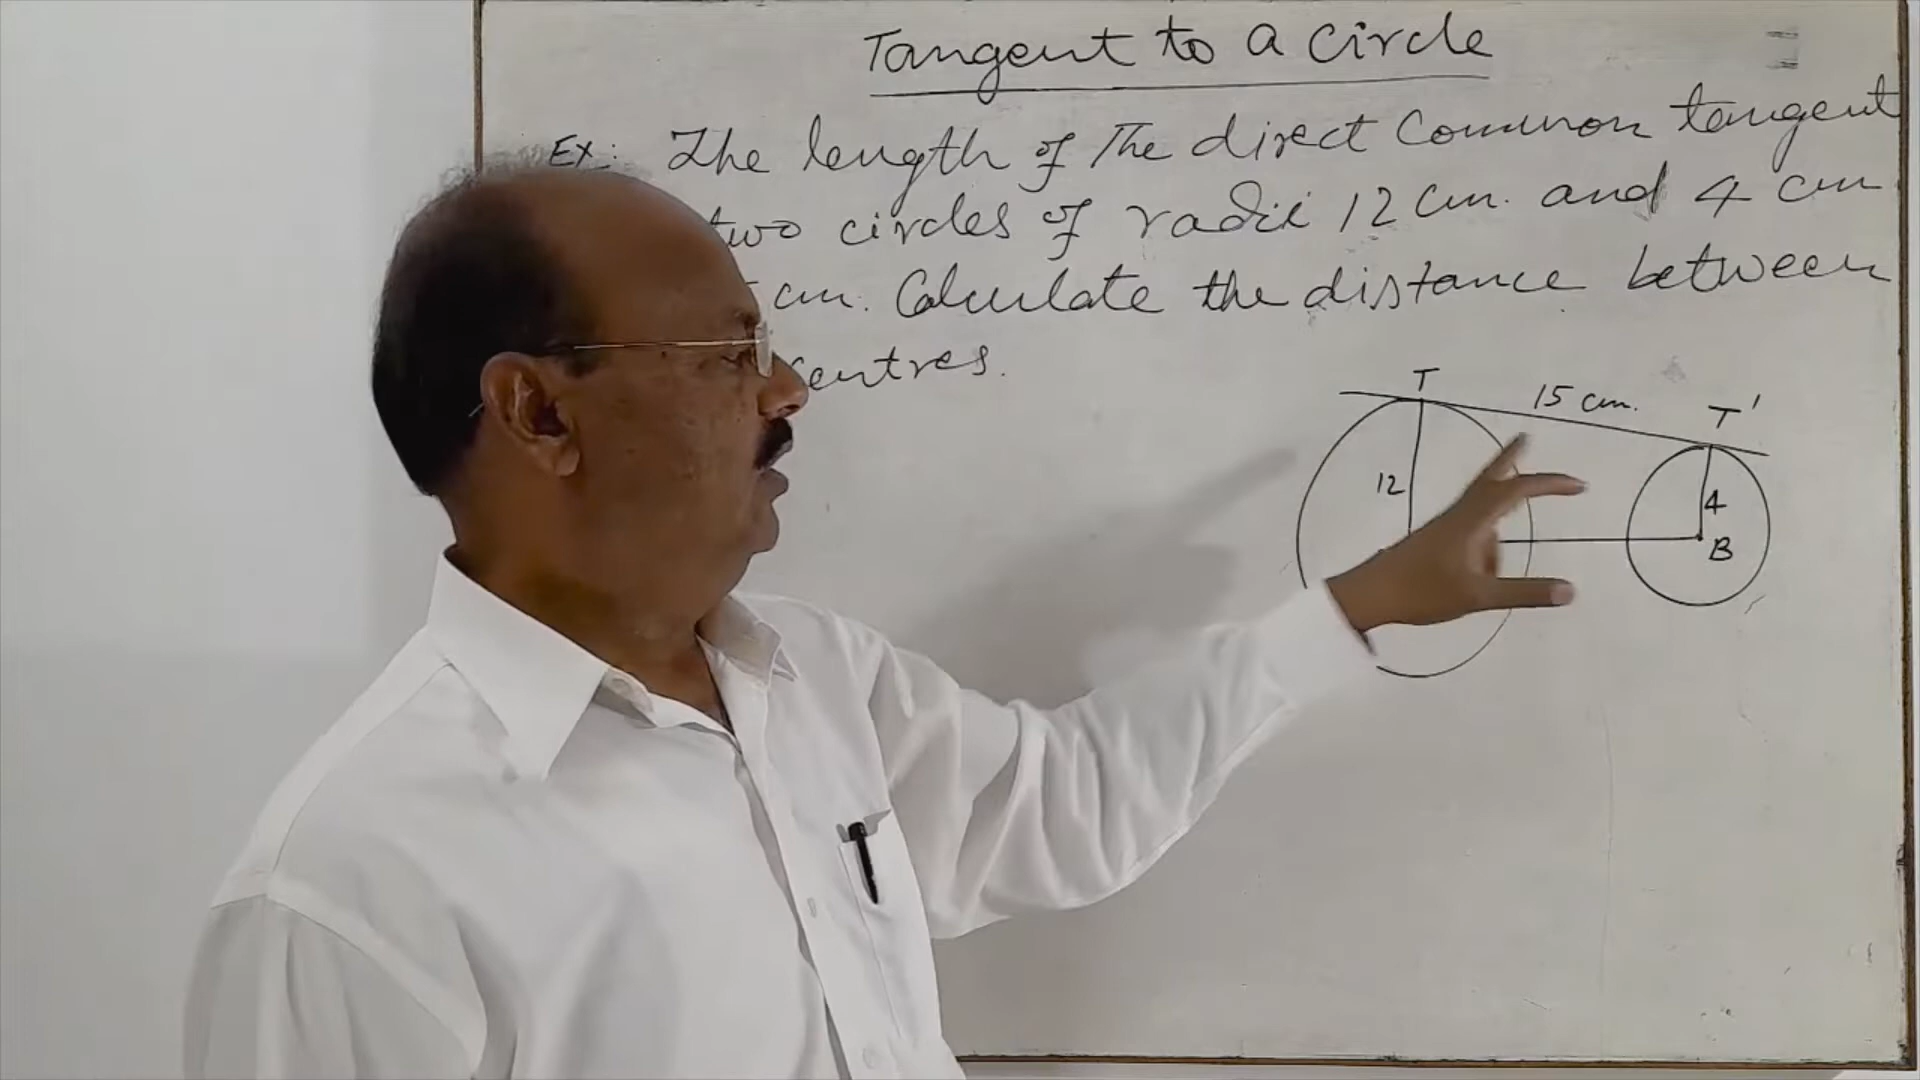 Tangent to a circle
Ex: The length of The direct Common tangent
two circles of radii 12 cm. and 4 cm
cm. Calculate the distance between
centres.
T
15 cm.
T'
12
4
B